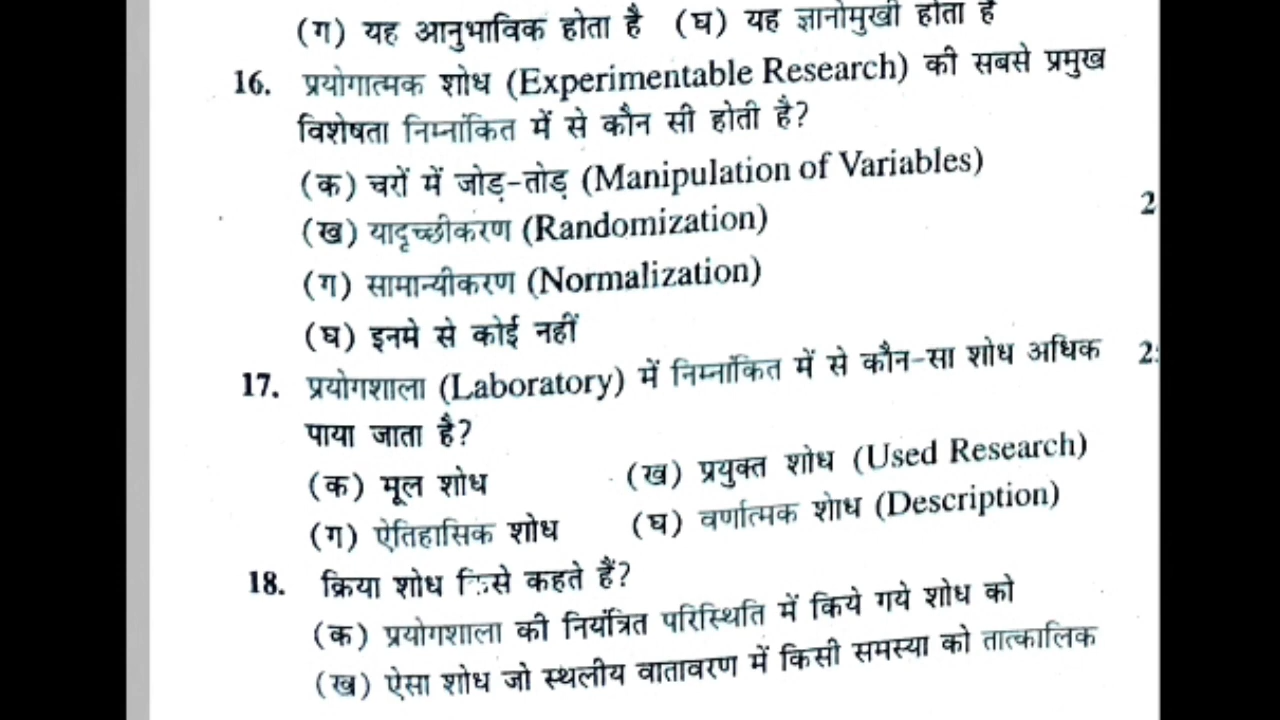 (ग) यह आनुभाविक होता है (घ) यह ज्ञानोमुखी होता है
16. प्रयोगात्मक शोध (Experimentable Research) की सबसे प्रमुख
विशेषता निम्नांकित में से कौन सी होती है?
(क) चरों में जोड़-तोड़ (Manipulation of Variables)
(ख) यादृच्छीकरण (Randomization)
(ग) सामान्यीकरण (Normalization)
(घ) इनमे से कोई नहीं
17. प्रयोगशाला (Laboratory) में निम्नांकित में से कौन-सा शोध अधिक
पाया जाता है?
(क) मूल शोध (ख) प्रयुक्त शोध (Used Research)
(ग) ऐतिहासिक शोध (घ) वर्णात्मक शोध (Description)
18. क्रिया शोध किसे कहते हैं?
(क) प्रयोगशाला की नियंत्रित परिस्थिति में किये गये शोध को
(ख) ऐसा शोध जो स्थलीय वातावरण में किसी समस्या को तात्कालिक